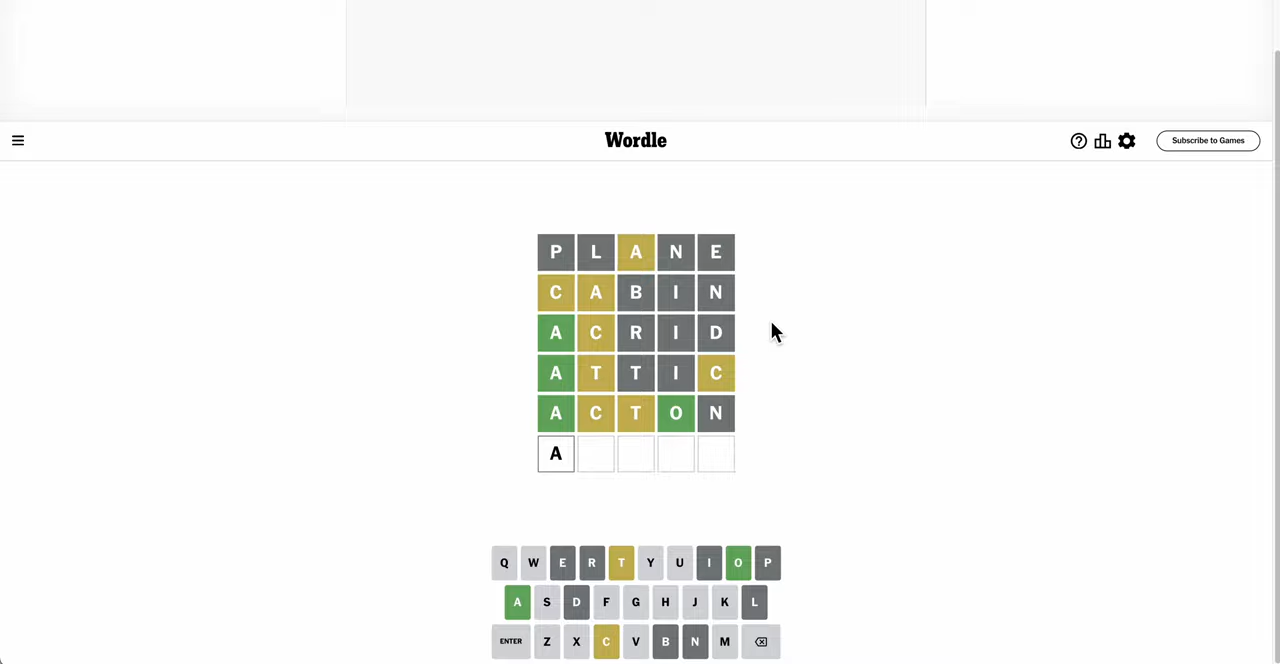 Wordle
Subscribe to Games
P L A N E
C A B I N
A C R I D
A T T I C
A C T O N
A
Q W E R T Y U I O P
A S D F G H J K L
ENTER Z X C V B N M